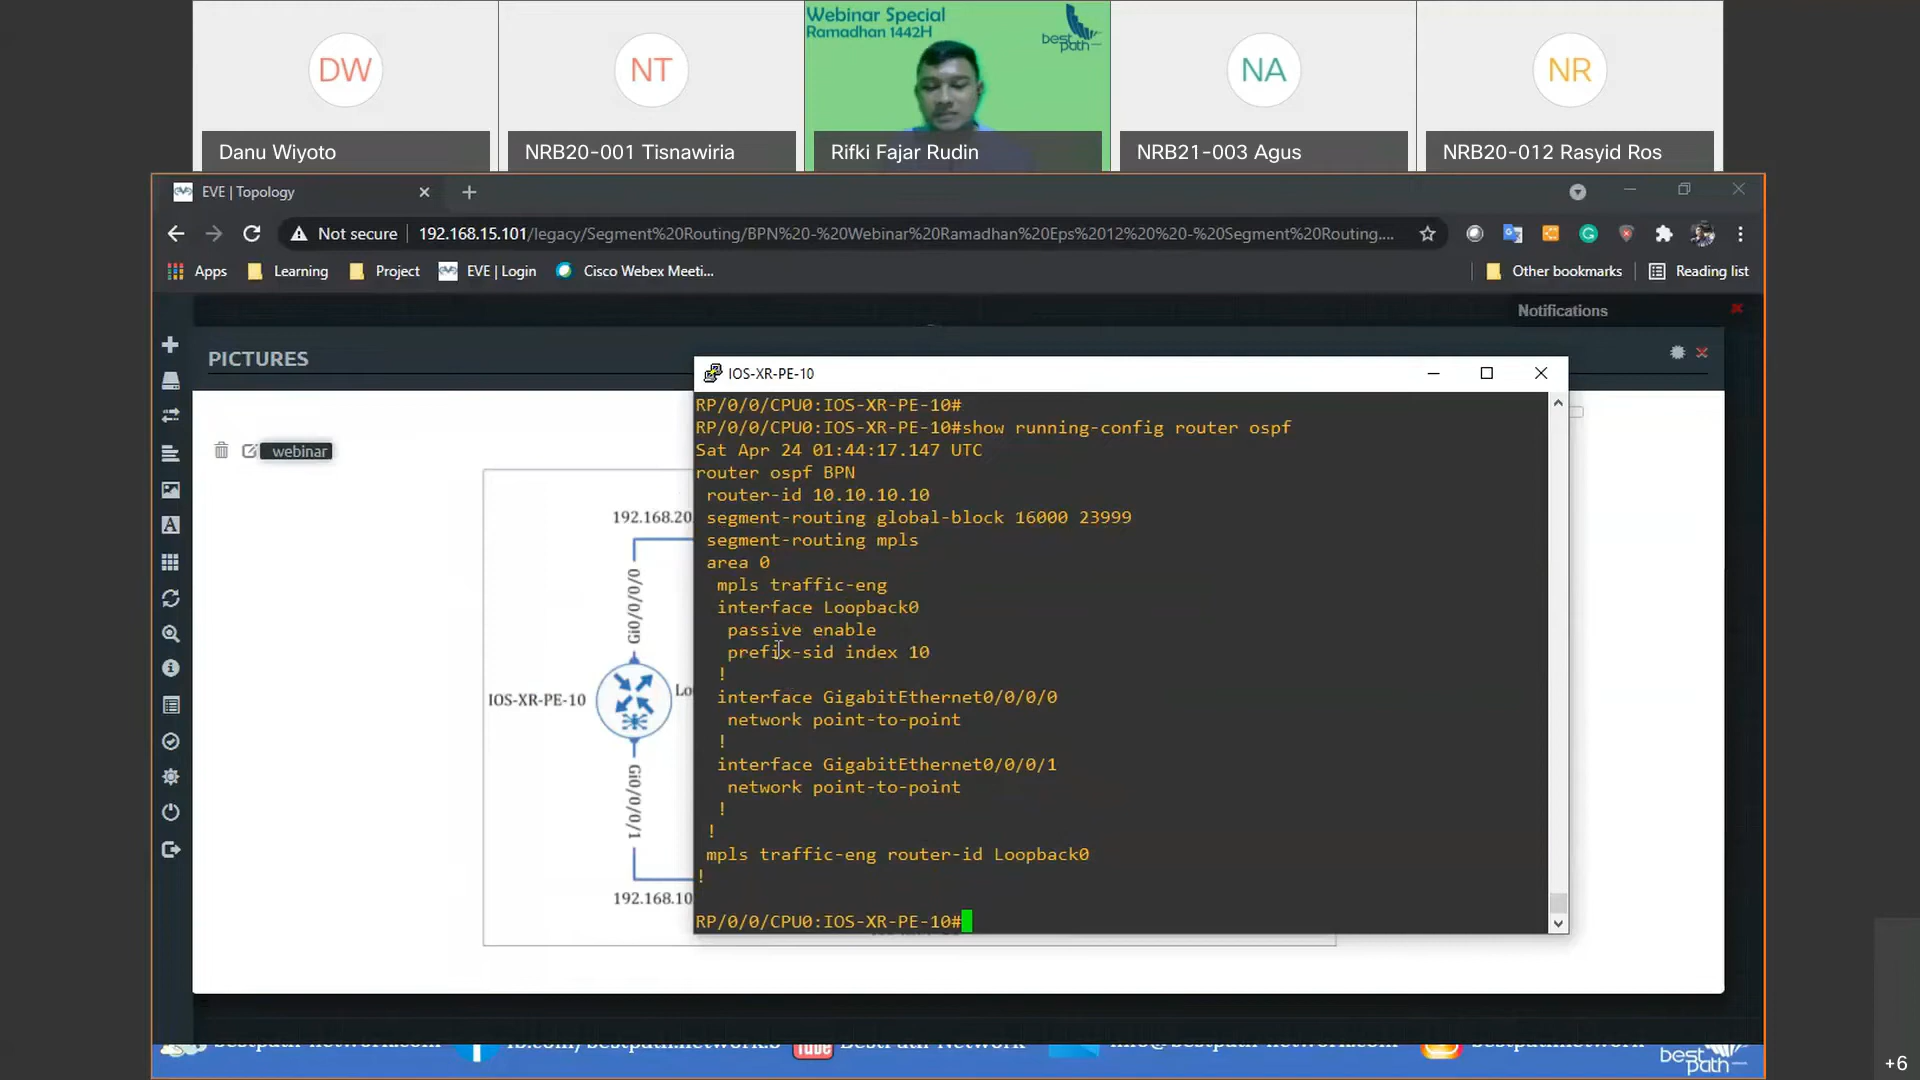 Webinar Special
Ramadhan 1442H
best
path
DW
NT
NA
NR
Danu Wiyoto
NRB20-001 Tisnawiria
Rifki Fajar Rudin
NRB21-003 Agus
NRB20-012 Rasyid Ros
EVE | Topology
Not secure
192.168.15.101/legacy/Segment%20Routing/BPN%20-%20Webinar%20Ramadhan%20Eps%2012%20%20-%20Segment%20Routing....
Apps
Learning
Project
EVE | Login
Cisco Webex Meeti...
Other bookmarks
Reading list
Notifications
PICTURES
webinar
192.168.20
Gi0/0/0/0
IOS-XR-PE-10
Lo
Gi0/0/0/1
192.168.10
IOS-XR-PE-10
RP/0/0/CPU0:IOS-XR-PE-10#
RP/0/0/CPU0:IOS-XR-PE-10#show running-config router ospf
Sat Apr 24 01:44:17.147 UTC
router ospf BPN
router-id 10.10.10.10
segment-routing global-block 16000 23999
segment-routing mpls
area 0
mpls traffic-eng
interface Loopback0
passive enable
prefix-sid index 10
!
interface GigabitEthernet0/0/0/0
network point-to-point
!
interface GigabitEthernet0/0/0/1
network point-to-point
!
!
mpls traffic-eng router-id Loopback0
!
RP/0/0/CPU0:IOS-XR-PE-10#
best
path
+6